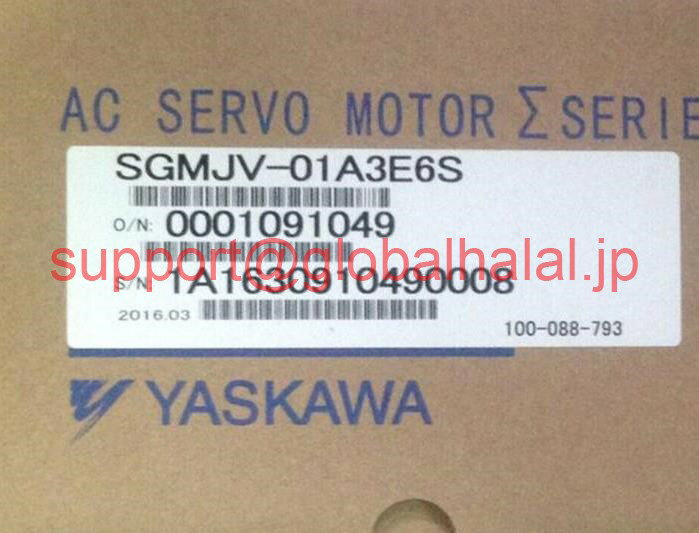 AC SERVO MOTOR Σ SERIE
SGMJV-01A3E6S
O/N: 0001091049
support@globalhalal.jp
S/N: 1A1630910490008
2016.03
100-088-793
YASKAWA